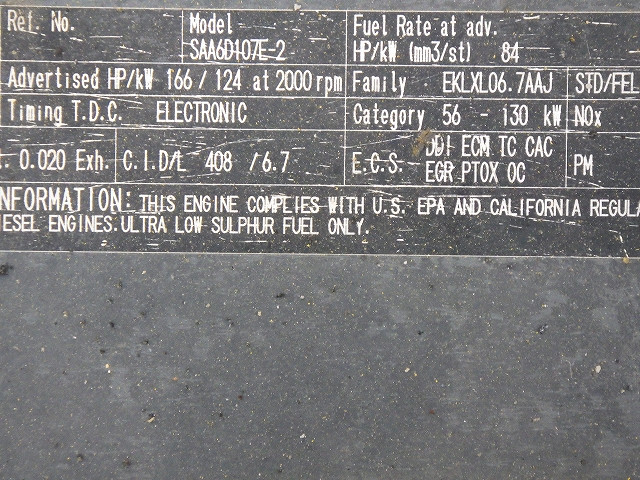 Ref. No. Model Fuel Rate at adv.
SAA6D107E-2 HP/kW (mm3/st) 84
Advertised HP/kW 166 / 124 at 2000 rpm Family EKLXL06.7AAJ STD/FEL
Timing T.D.C. ELECTRONIC Category 56 - 130 kW NOx
0.020 Exh. C.I.D/L 408 / 6.7 E.C.S. DDI ECM TC CAC PM
EGR PTOX OC
NFORMATION: THIS ENGINE COMPLIES WITH U.S. EPA AND CALIFORNIA REGULA
IESEL ENGINES.ULTRA LOW SULPHUR FUEL ONLY.